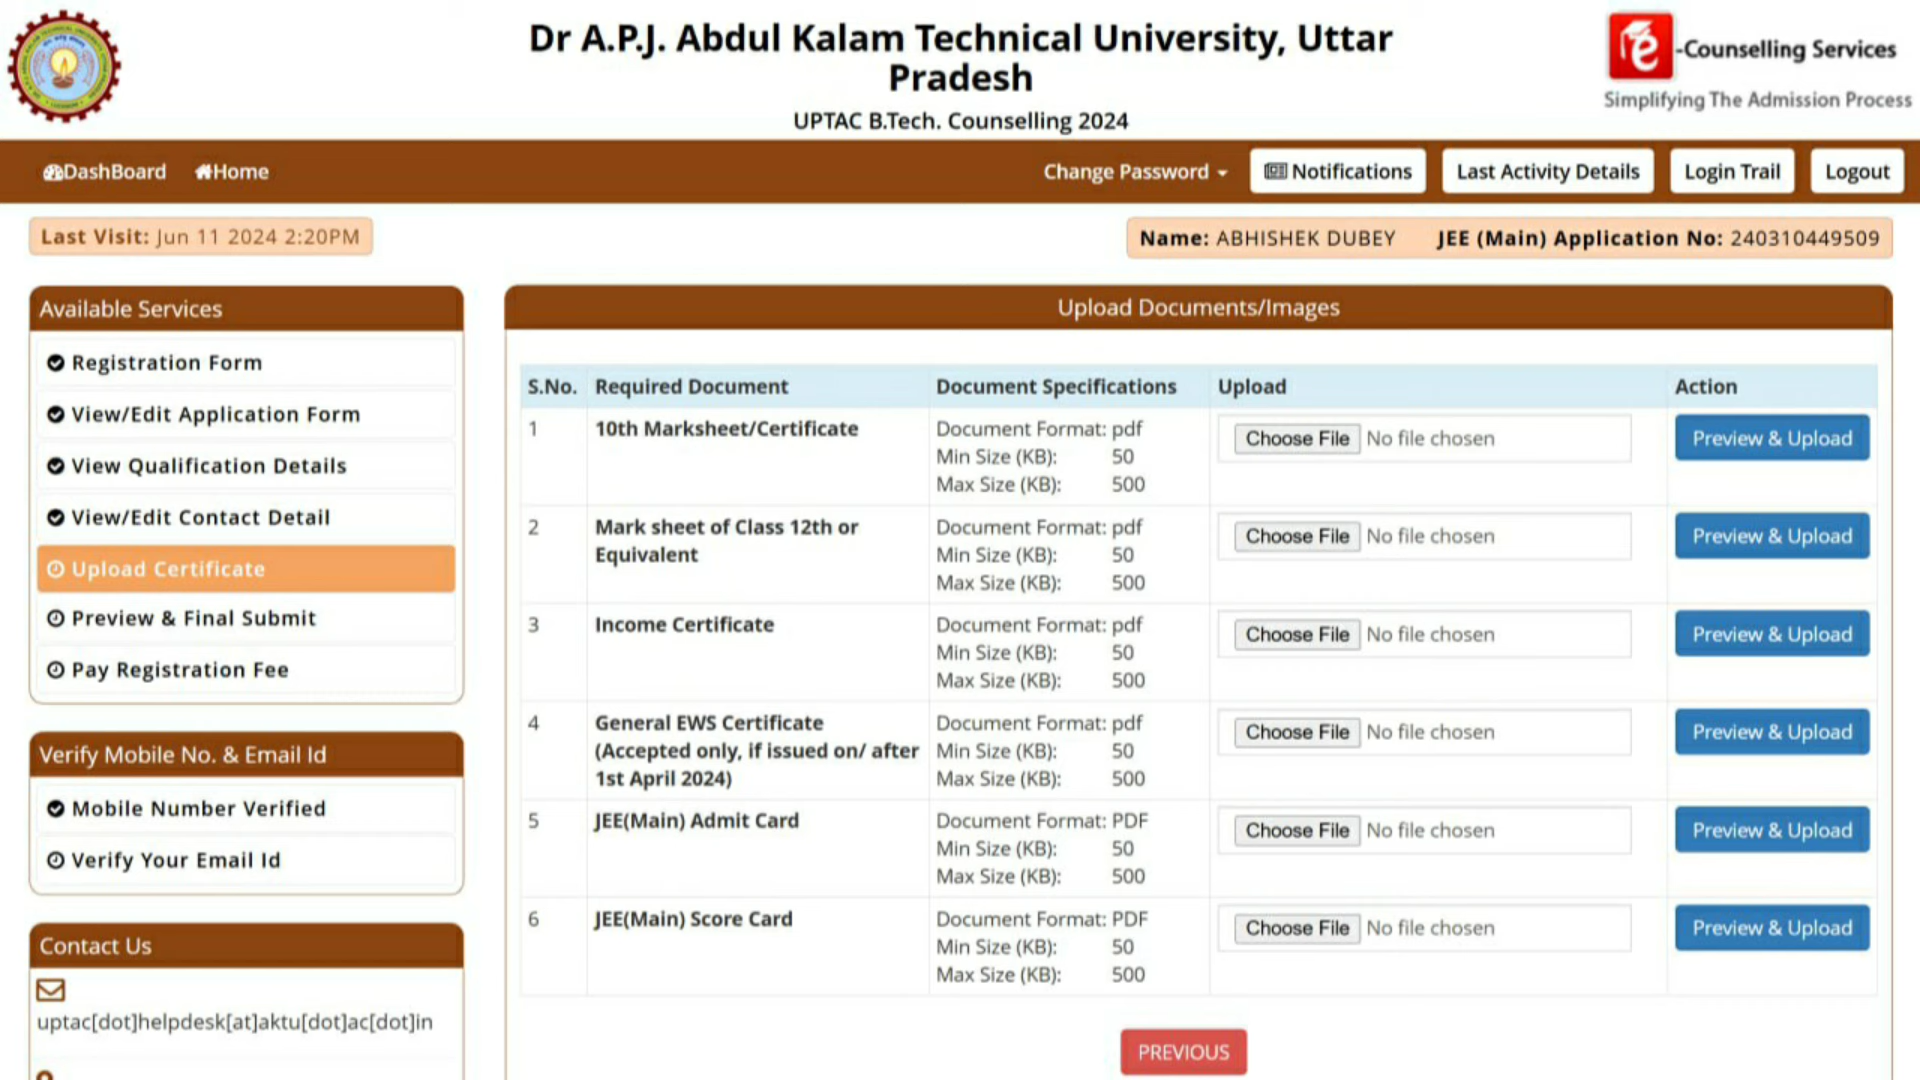 Dr A.P.J. Abdul Kalam Technical University, Uttar
Pradesh
UPTAC B.Tech. Counselling 2024
e
-Counselling Services
Simplifying The Admission Process
DashBoard
Home
Change Password
Notifications
Last Activity Details
Login Trail
Logout
Last Visit: Jun 11 2024 2:20PM
Name: ABHISHEK DUBEY JEE (Main) Application No: 240310449509
Available Services
Registration Form
View/Edit Application Form
View Qualification Details
View/Edit Contact Detail
Upload Certificate
Preview & Final Submit
Pay Registration Fee
Verify Mobile No. & Email Id
Mobile Number Verified
Verify Your Email Id
Contact Us
uptac[dot]helpdesk[at]aktu[dot]ac[dot]in
Upload Documents/Images
S.No. Required Document Document Specifications Upload Action
1 10th Marksheet/Certificate Document Format: pdf Choose File No file chosen Preview & Upload
Min Size (KB): 50
Max Size (KB): 500
2 Mark sheet of Class 12th or Document Format: pdf Choose File No file chosen Preview & Upload
Equivalent Min Size (KB): 50
Max Size (KB): 500
3 Income Certificate Document Format: pdf Choose File No file chosen Preview & Upload
Min Size (KB): 50
Max Size (KB): 500
4 General EWS Certificate Document Format: pdf Choose File No file chosen Preview & Upload
(Accepted only, if issued on/ after Min Size (KB): 50
1st April 2024) Max Size (KB): 500
5 JEE(Main) Admit Card Document Format: PDF Choose File No file chosen Preview & Upload
Min Size (KB): 50
Max Size (KB): 500
6 JEE(Main) Score Card Document Format: PDF Choose File No file chosen Preview & Upload
Min Size (KB): 50
Max Size (KB): 500
PREVIOUS